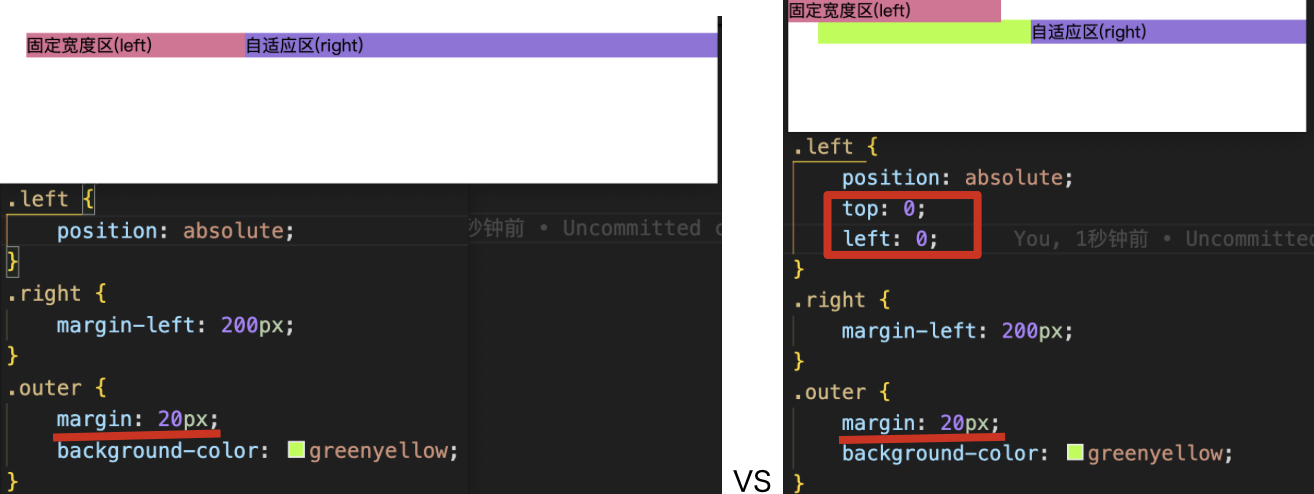 固定宽度区(left)
自适应区(right)
.left {
position: absolute;
秒钟前 • Uncommitted c
}
.right {
margin-left: 200px;
}
.outer {
margin: 20px;
background-color: greenyellow;
}
VS
固定宽度区(left)
自适应区(right)
.left {
position: absolute;
top: 0;
left: 0; You, 1秒钟前 • Uncommitted
}
.right {
margin-left: 200px;
}
.outer {
margin: 20px;
background-color: greenyellow;
}